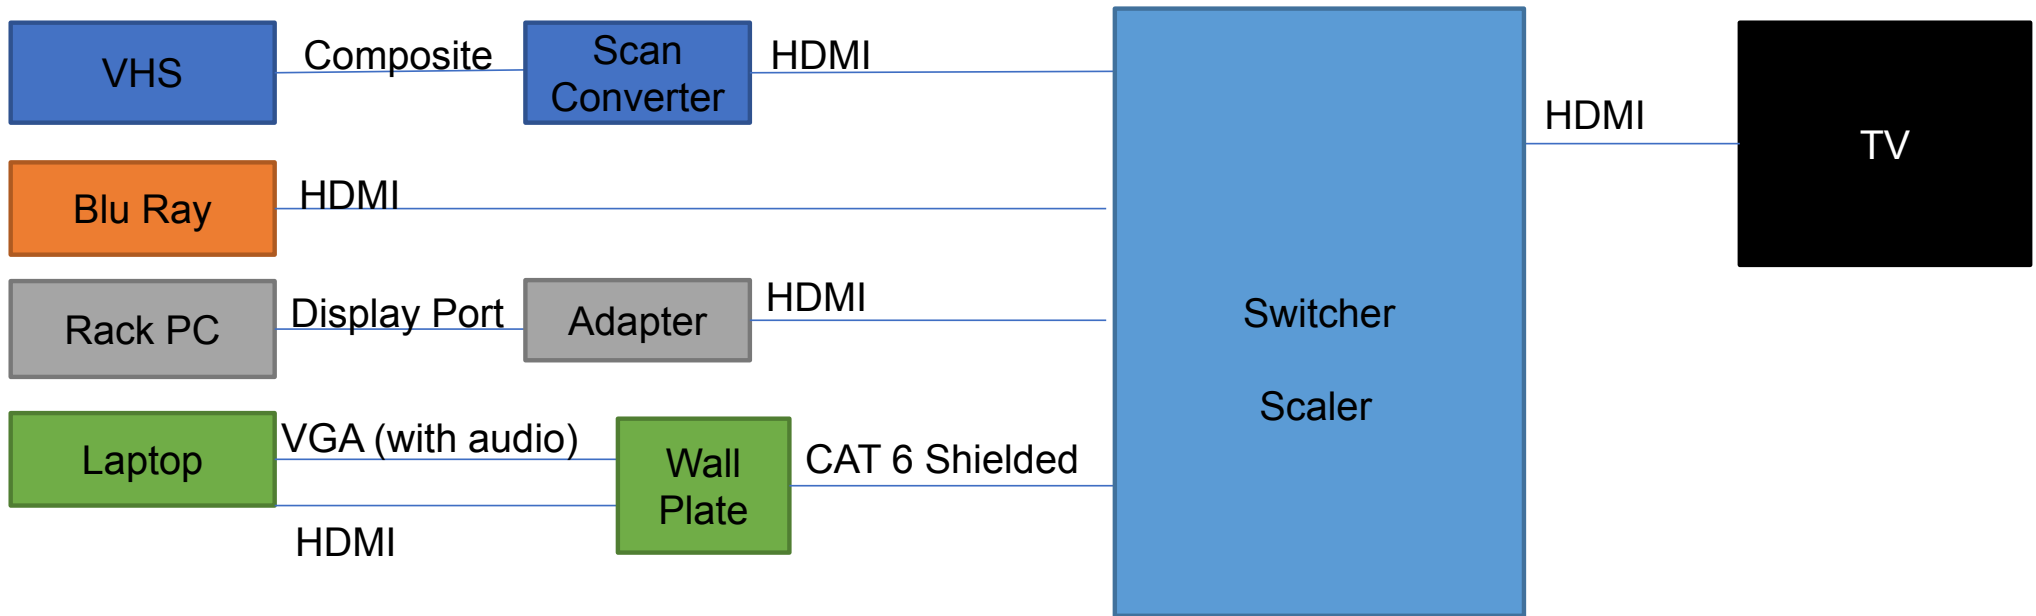 VHS
Composite
Scan
Converter
HDMI
HDMI
TV
Blu Ray
HDMI
Rack PC
Display Port
Adapter
HDMI
Switcher
Scaler
Laptop
VGA (with audio)
HDMI
Wall
Plate
CAT 6 Shielded